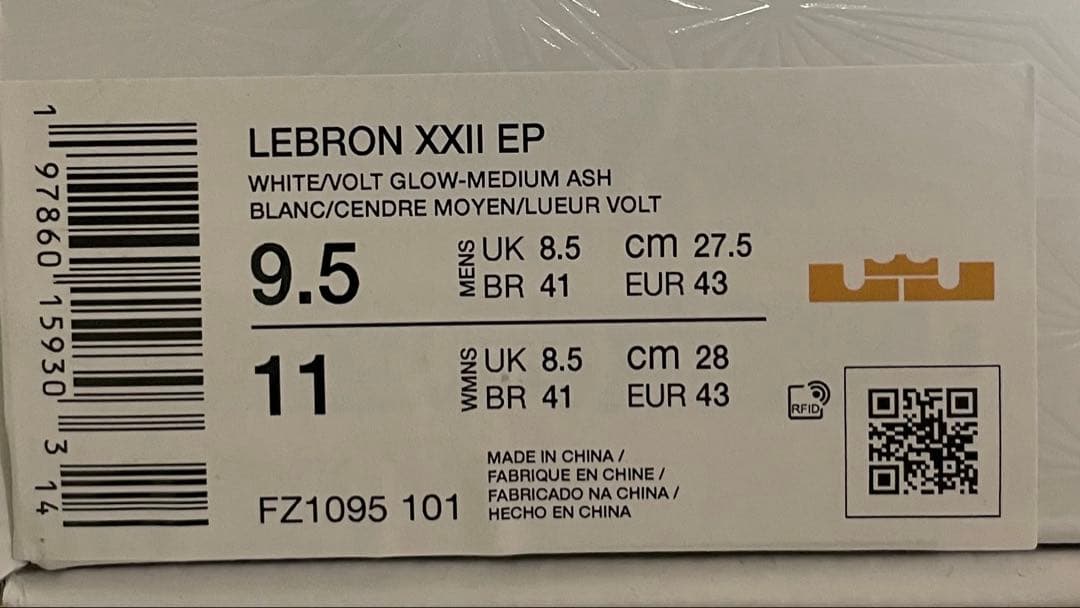 1 97860 15930 3 14
LEBRON XXII EP
WHITE/VOLT GLOW-MEDIUM ASH
BLANC/CENDRE MOYEN/LUEUR VOLT
9.5 MENS UK 8.5 cm 27.5
BR 41 EUR 43
11 WMNS UK 8.5 cm 28
BR 41 EUR 43
RFID
MADE IN CHINA /
FABRIQUE EN CHINE /
FABRICADO NA CHINA /
HECHO EN CHINA
FZ1095 101